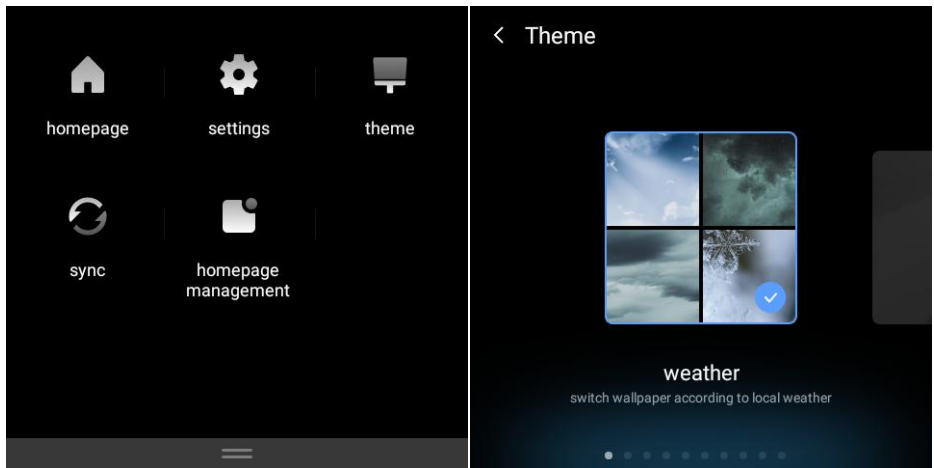 homepage
settings
theme
sync
homepage
management
Theme
weather
switch wallpaper according to local weather